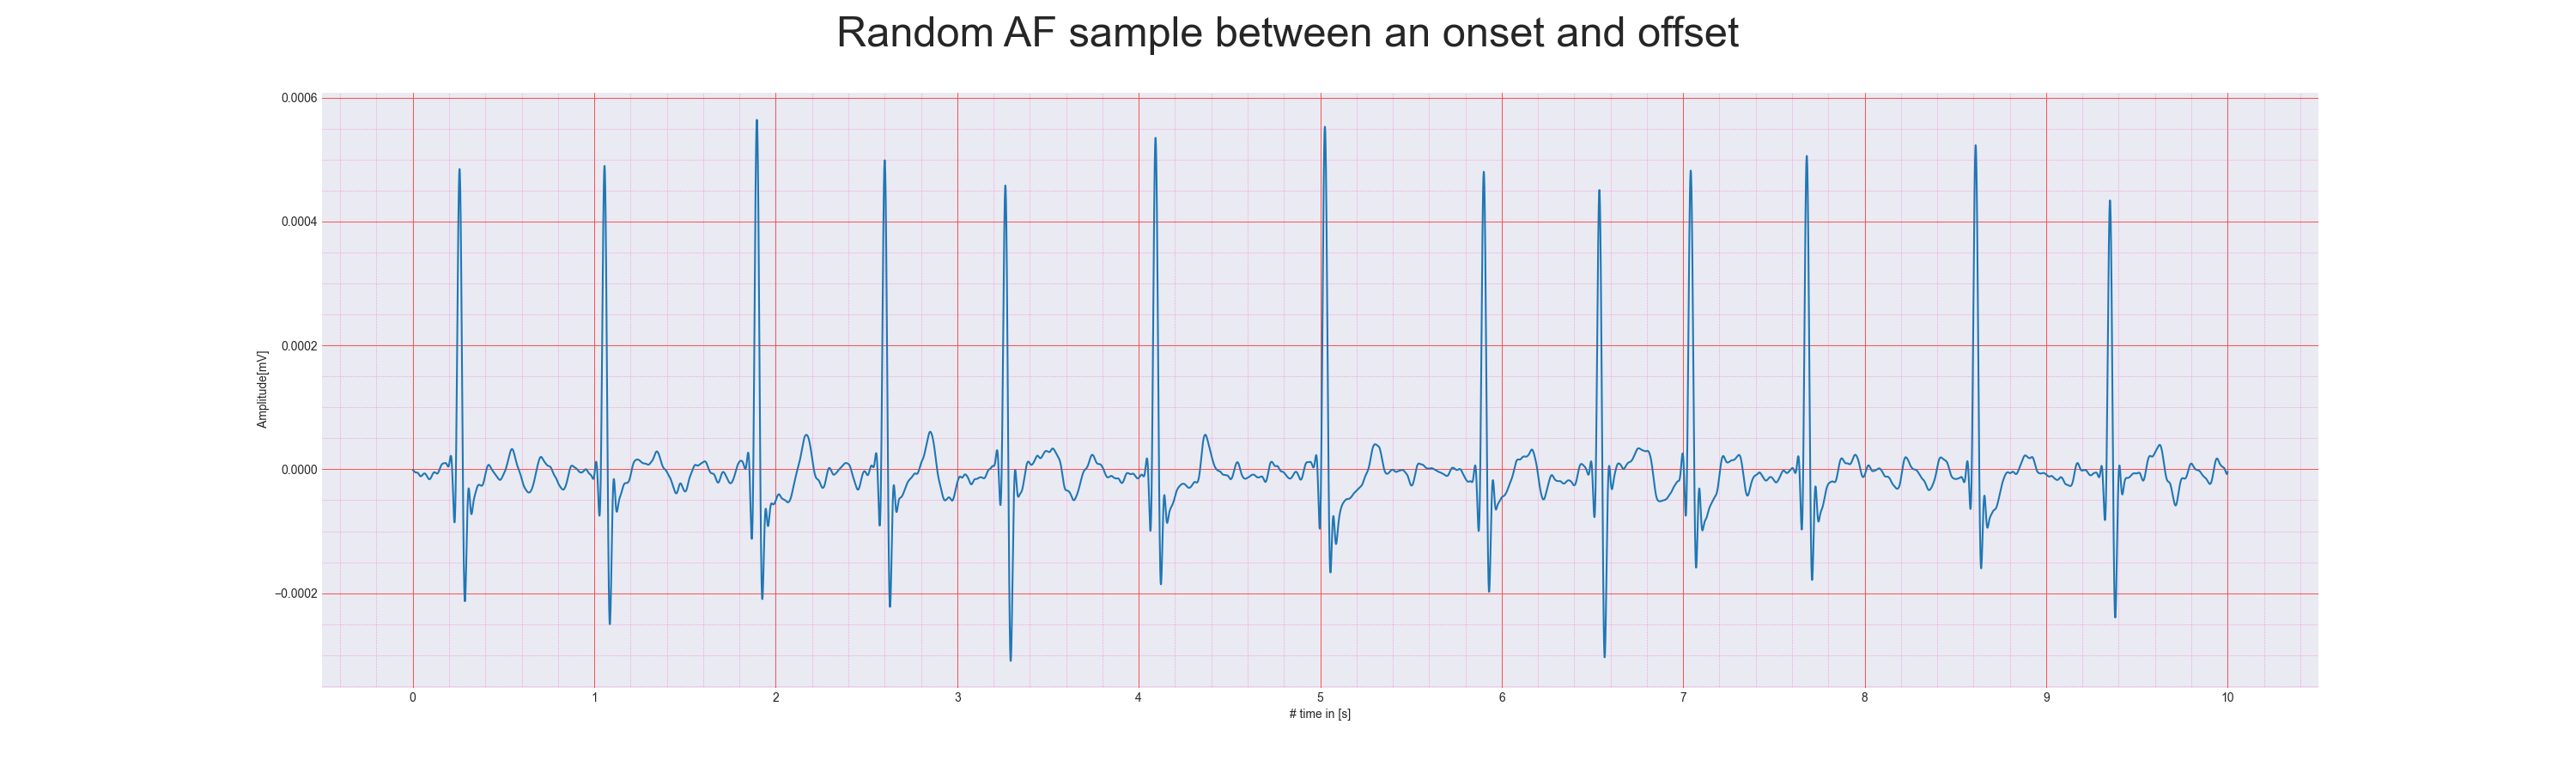 Random AF sample between an onset and offset
0.0006
0.0004
0.0002
0.0000
−0.0002
Amplitude[mV]
0 1 2 3 4 5 6 7 8 9 10
# time in [s]